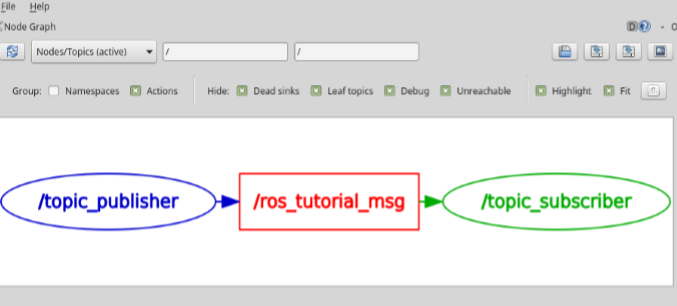 File Help
Node Graph
Nodes/Topics (active) / /
Group: Namespaces Actions Hide: Dead sinks Leaf topics Debug Unreachable Highlight Fit
/topic_publisher /ros_tutorial_msg /topic_subscriber